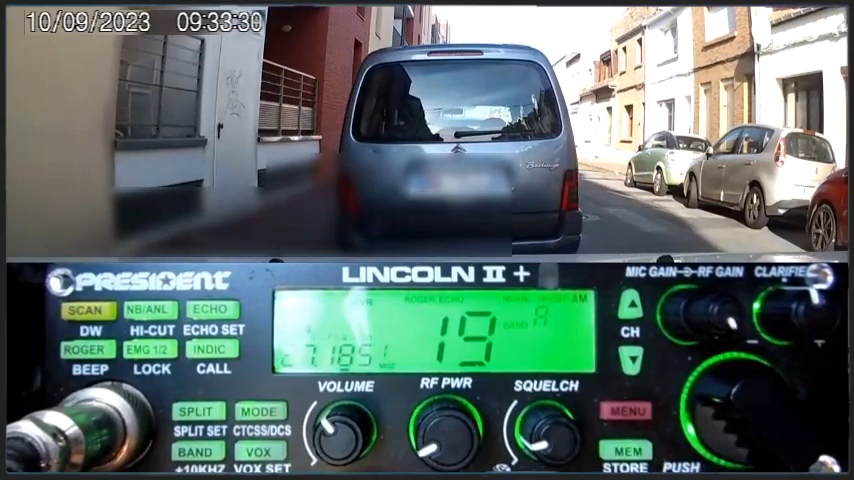 10/09/2023 09:33:30
Berlingo
PRESIDENT
LINCOLN II +
MIC GAIN RF GAIN CLARIFIER
SCAN NB/ANL ECHO
DW HI-CUT ECHO SET
ROGER EMG 1/2 INDIC
BEEP LOCK CALL
ROGER ECHO HI-CUT AM
27.1851
19
BAND A
CH
VOLUME RF PWR SQUELCH
SPLIT MODE
SPLIT SET CTCSS/DCS
BAND VOX
+10KHZ VOX SET
MENU
MEM
STORE PUSH